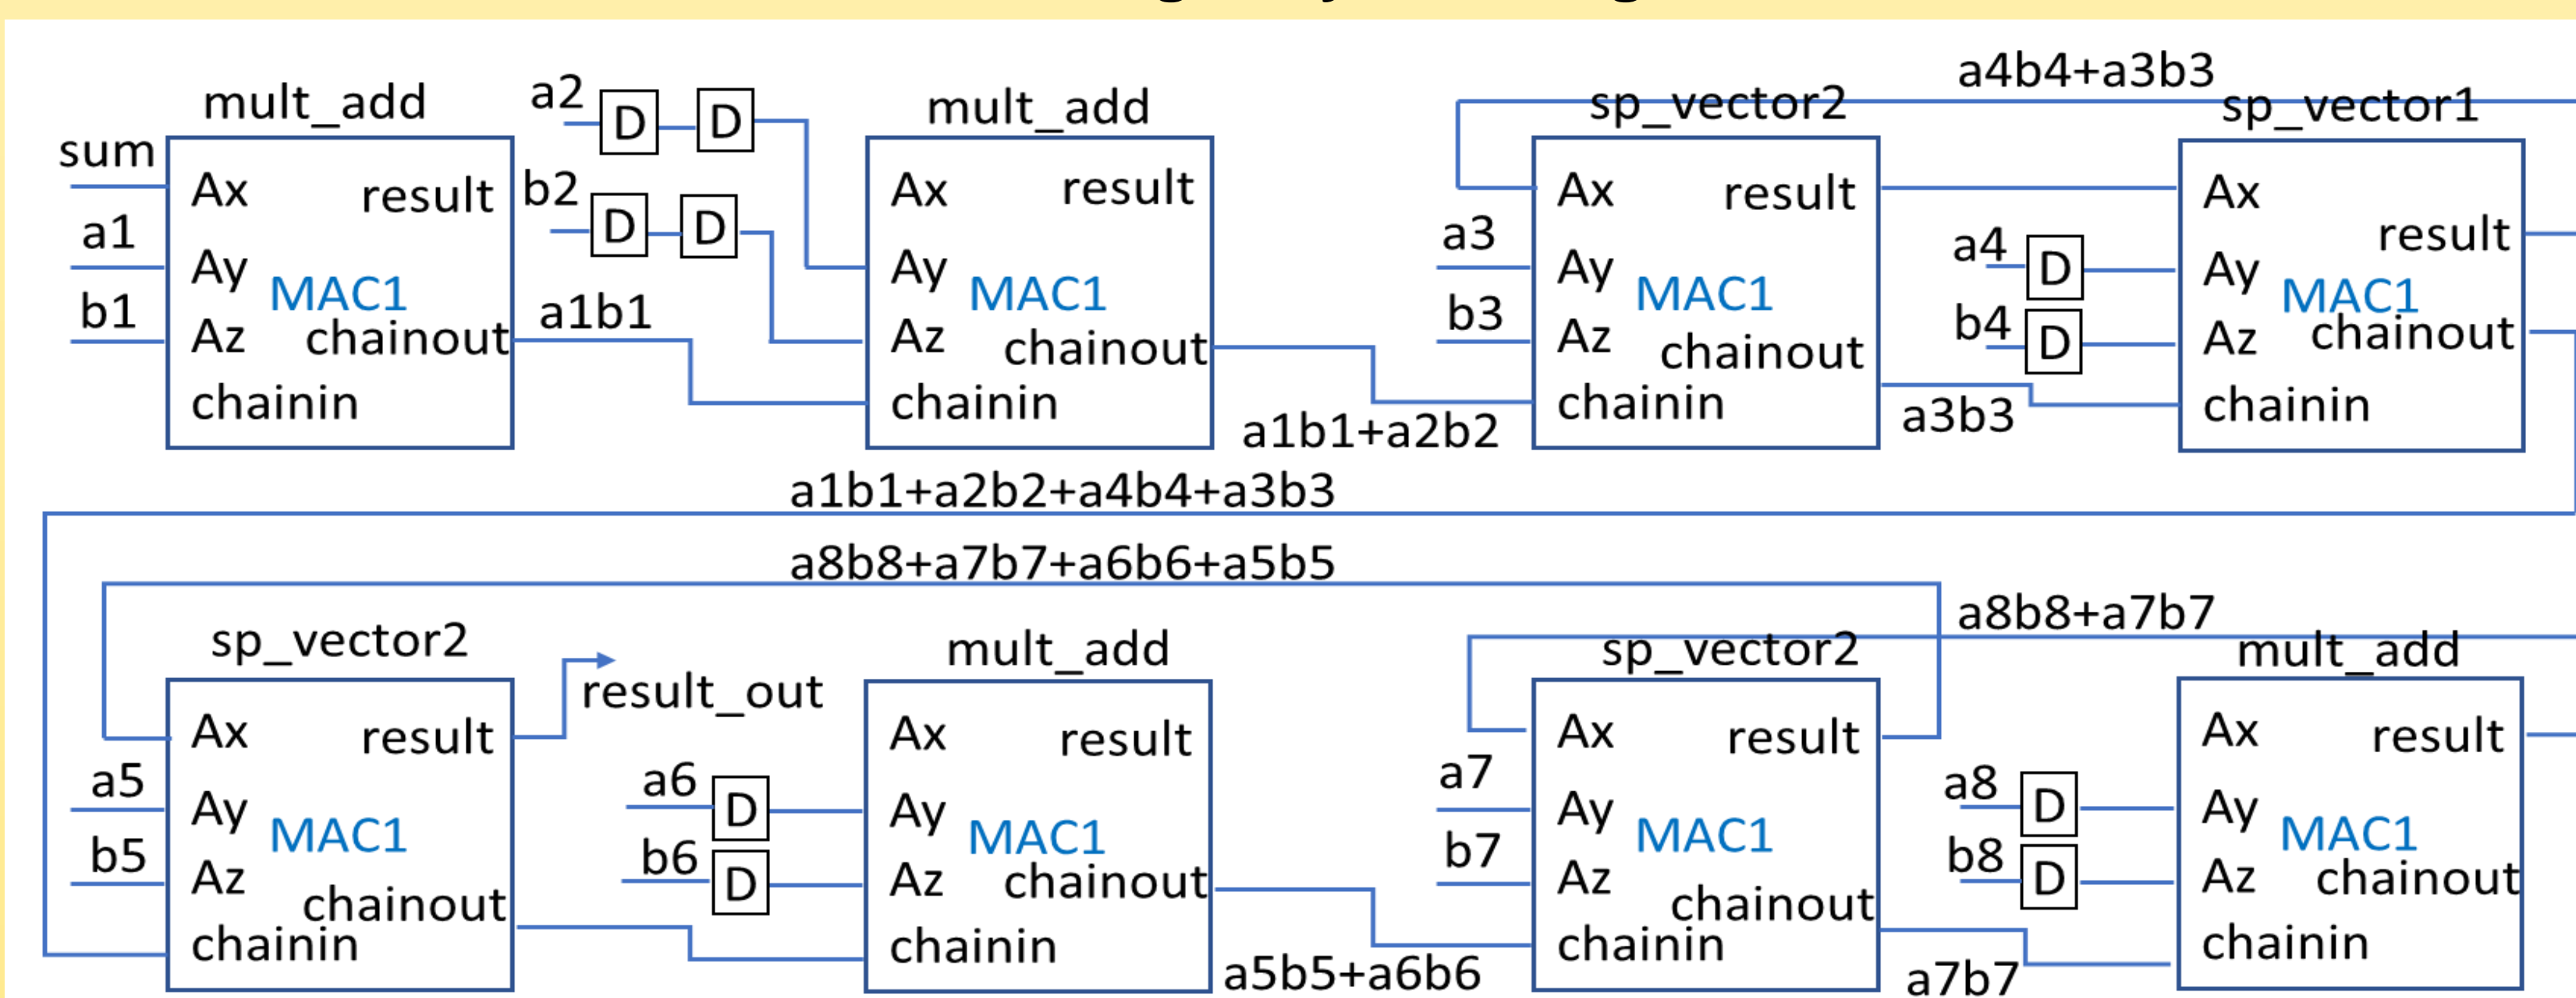 a4b4+a3b3
mult_add
a2
D
D
mult_add
sp_vector2
sp_vector1
sum
Ax
result
b2
D
D
Ax
result
Ax
result
Ax
a1
Ay
MAC1
Ay
MAC1
a3
Ay
MAC1
a4
D
Ay
MAC1
result
b1
Az
chainout
a1b1
Az
chainout
b3
Az
chainout
b4
D
Az
chainout
chainin
chainin
a1b1+a2b2
chainin
a3b3
chainin
a1b1+a2b2+a4b4+a3b3
a8b8+a7b7+a6b6+a5b5
a8b8+a7b7
sp_vector2
mult_add
sp_vector2
mult_add
Ax
result
result_out
Ax
result
Ax
result
Ax
result
a5
Ay
MAC1
a6
D
Ay
MAC1
a7
Ay
MAC1
a8
D
Ay
MAC1
b5
Az
chainout
b6
D
Az
chainout
b7
Az
chainout
b8
D
Az
chainout
chainin
chainin
a5b5+a6b6
chainin
a7b7
chainin